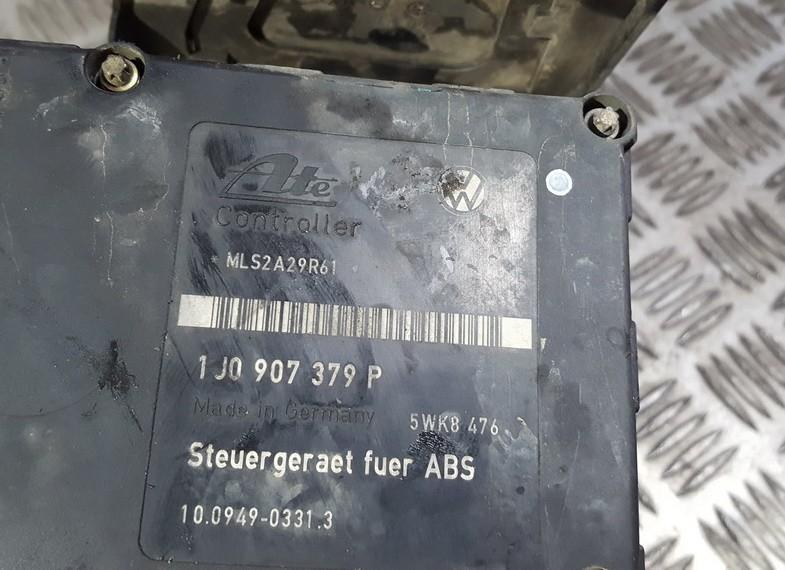 Ate
Controller
MLS2A29R61
1J0 907 379 P
Made in Germany
5WK8 476
Steuergeraet fuer ABS
10.0949-0331.3